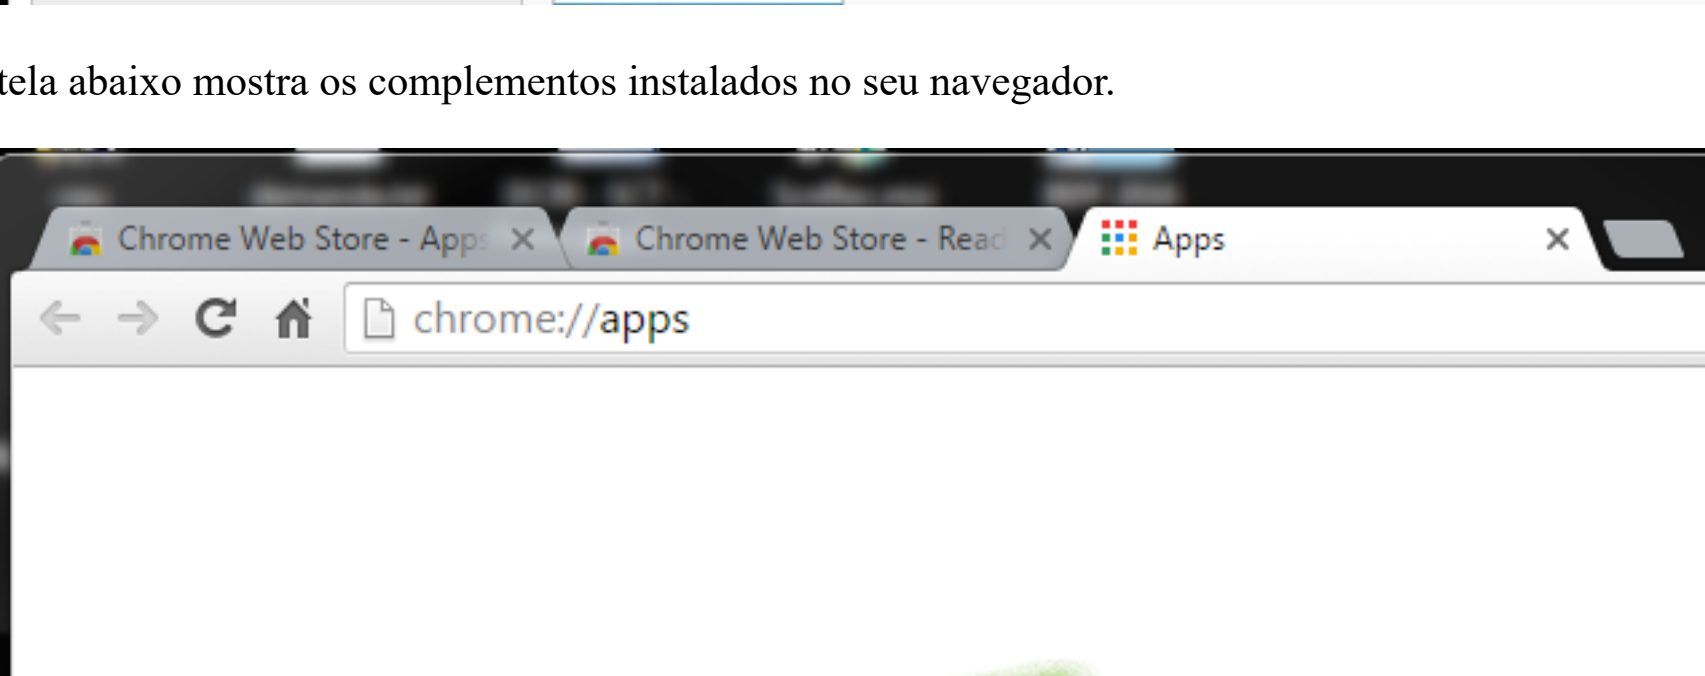 tela abaixo mostra os complementos instalados no seu navegador.
Chrome Web Store - Apps
Chrome Web Store - Read
Apps
chrome://apps